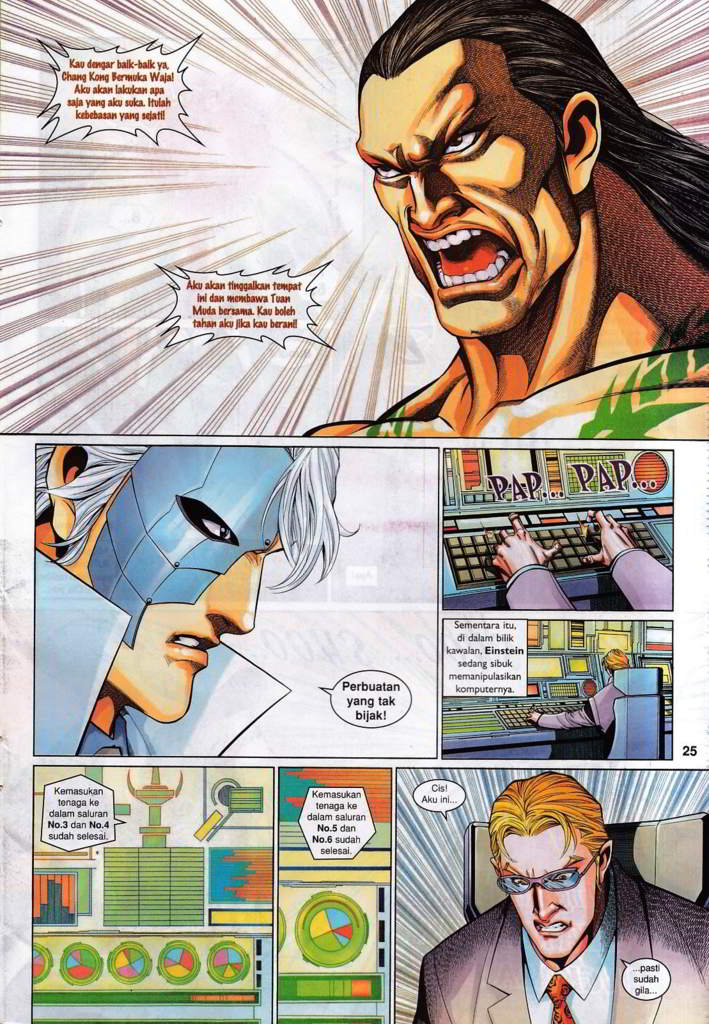 Kau dengar baik-baik ya,
Chang Kong Bermuka Waja!
Aku akan lakukan apa
saja yang aku suka. Itulah
kebebasan yang sejati!
Aku akan tinggalkan tempat
ini dan membawa Tuan
Muda bersama. Kau boleh
tahan aku jika kau berani!
Perbuatan
yang tak
bijak!
PAP... PAP...
Sementara itu,
di dalam bilik
kawalan, Einstein
sedang sibuk
memanipulasikan
komputernya.
25
Kemasukan
tenaga ke
dalam saluran
No.3 dan No.4
sudah selesai.
Kemasukan
tenaga ke
dalam saluran
No.5 dan
No.6 sudah
selesai.
Cis!
Aku ini...
...pasti
sudah
gila...